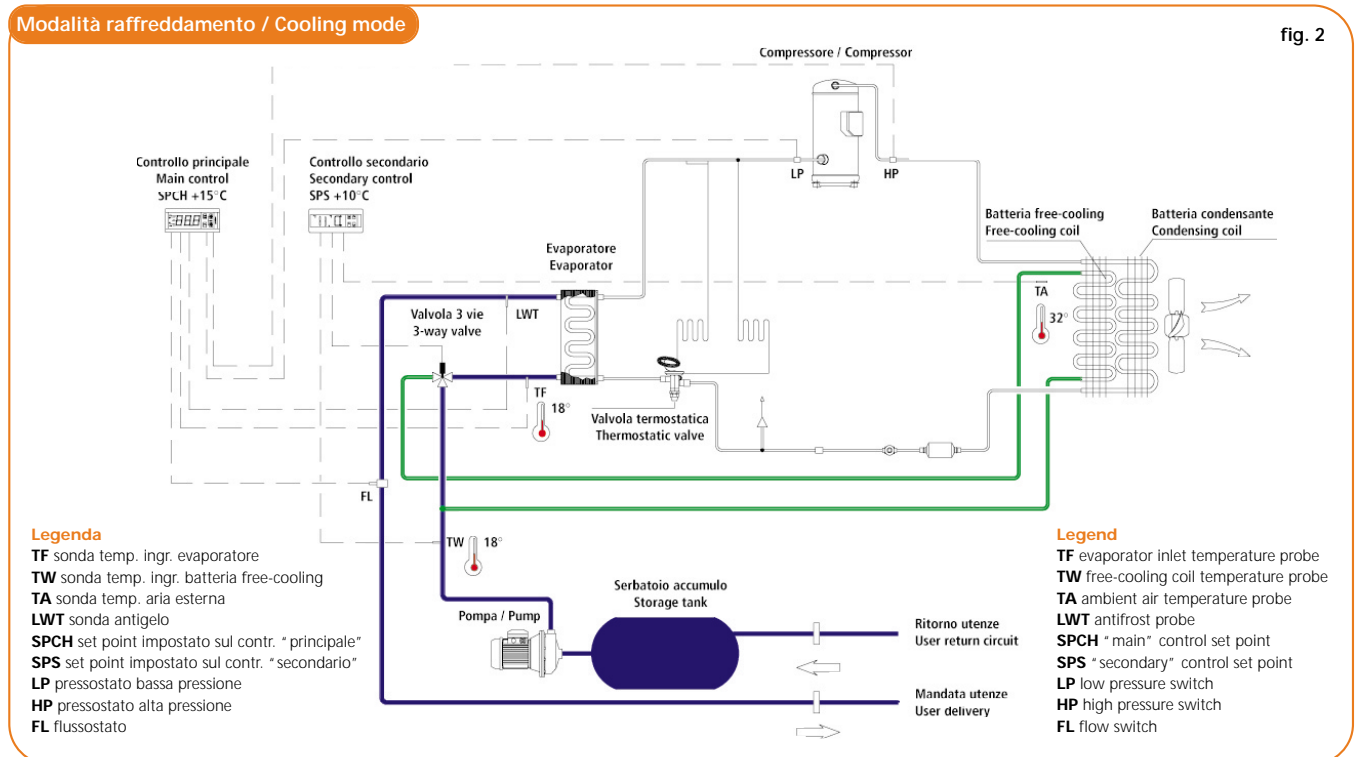 Modalità raffreddamento / Cooling mode
fig. 2
Compressore / Compressor
Controllo principale
Main control
SPCH +15°C
Controllo secondario
Secondary control
SPS +10°C
LP
HP
Batteria free-cooling
Free-cooling coil
Batteria condensante
Condensing coil
Evaporatore
Evaporator
TA
32°
Valvola 3 vie
3-way valve
LWT
TF
18°
Valvola termostatica
Thermostatic valve
FL
TW
18°
Serbatoio accumulo
Storage tank
Pompa / Pump
Ritorno utenze
User return circuit
Mandata utenze
User delivery
Legenda
TF sonda temp. ingr. evaporatore
TW sonda temp. ingr. batteria free-cooling
TA sonda temp. aria esterna
LWT sonda antigelo
SPCH set point impostato sul contr. "principale"
SPS set point impostato sul contr. "secondario"
LP pressostato bassa pressione
HP pressostato alta pressione
FL flussostato
Legend
TF evaporator inlet temperature probe
TW free-cooling coil temperature probe
TA ambient air temperature probe
LWT antifrost probe
SPCH "main" control set point
SPS "secondary" control set point
LP low pressure switch
HP high pressure switch
FL flow switch